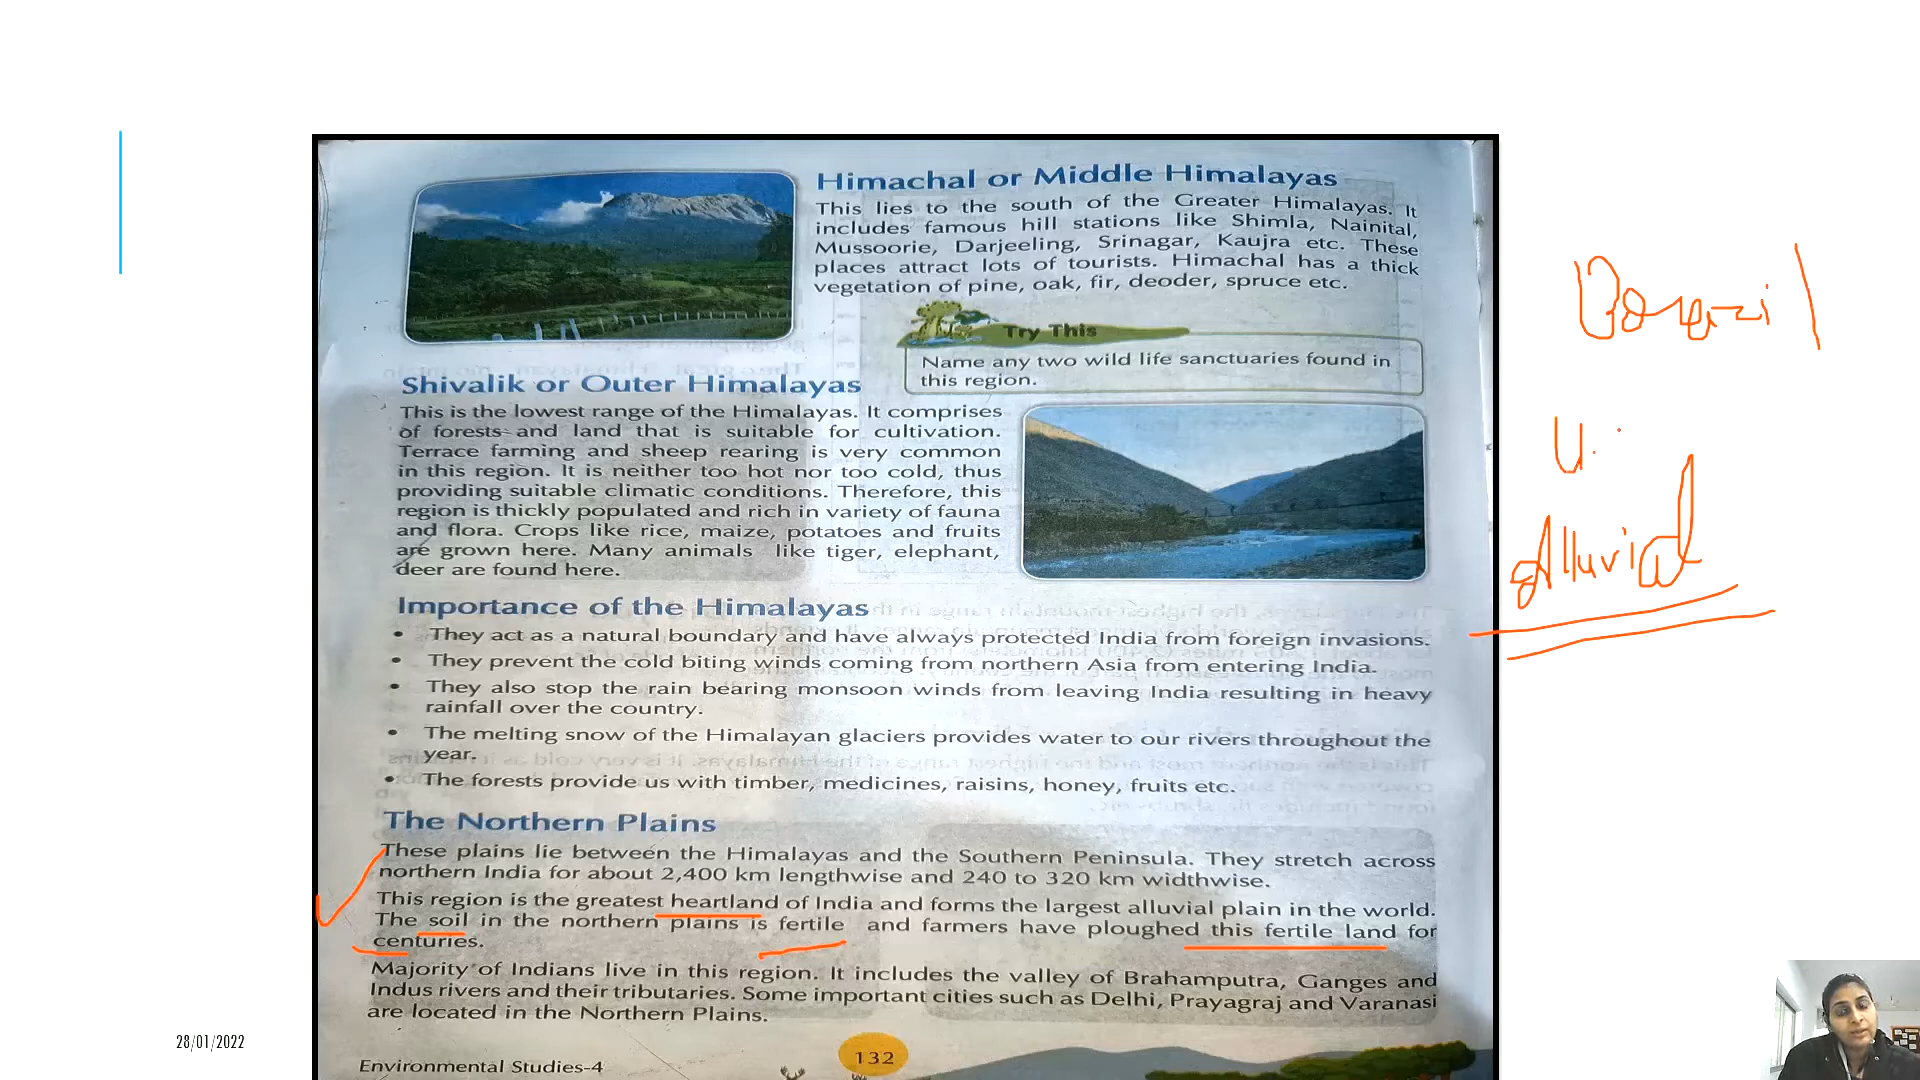 Himachal or Middle Himalayas
This lies to the south of the Greater Himalayas. It
includes famous hill stations like Shimla, Nainital,
Mussoorie, Darjeeling, Srinagar, Kaujra etc. These
places attract lots of tourists. Himachal has a thick
vegetation of pine, oak, fir, deoder, spruce etc.
Try This
Name any two wild life sanctuaries found in
this region.
Shivalik or Outer Himalayas
This is the lowest range of the Himalayas. It comprises
of forests and land that is suitable for cultivation.
Terrace farming and sheep rearing is very common
in this region. It is neither too hot nor too cold, thus
providing suitable climatic conditions. Therefore, this
region is thickly populated and rich in variety of fauna
and flora. Crops like rice, maize, potatoes and fruits
are grown here. Many animals like tiger, elephant,
deer are found here.
Importance of the Himalayas
• They act as a natural boundary and have always protected India from foreign invasions.
• They prevent the cold biting winds coming from northern Asia from entering India.
• They also stop the rain bearing monsoon winds from leaving India resulting in heavy
rainfall over the country.
• The melting snow of the Himalayan glaciers provides water to our rivers throughout the
year.
• The forests provide us with timber, medicines, raisins, honey, fruits etc.
The Northern Plains
These plains lie between the Himalayas and the Southern Peninsula. They stretch across
northern India for about 2,400 km lengthwise and 240 to 320 km widthwise.
This region is the greatest heartland of India and forms the largest alluvial plain in the world.
The soil in the northern plains is fertile and farmers have ploughed this fertile land for
centuries.
Majority of Indians live in this region. It includes the valley of Brahamputra, Ganges and
Indus rivers and their tributaries. Some important cities such as Delhi, Prayagraj and Varanasi
are located in the Northern Plains.
Environmental Studies-4
132
28/01/2022
U
Alluvial